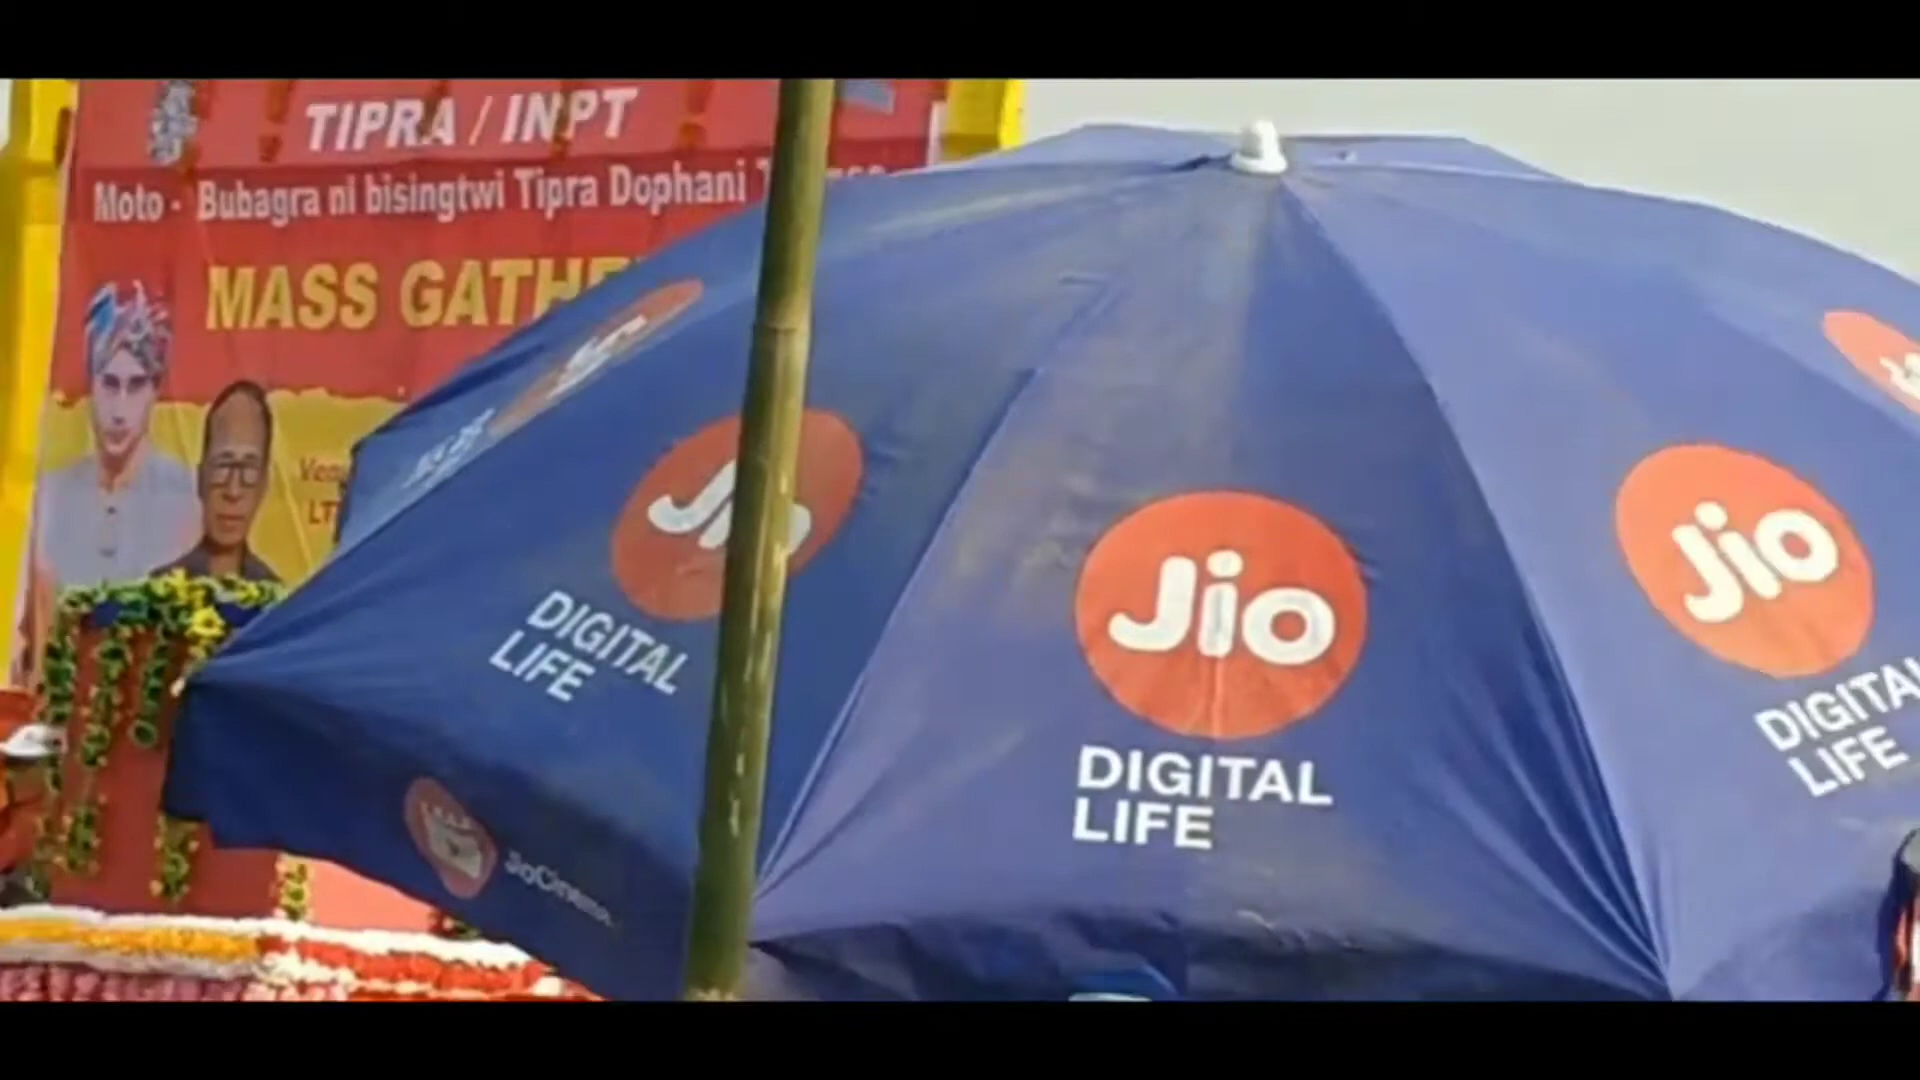 TIPRA / INPT
Moto - Bubagra ni bisingtwi Tipra Dophani
MASS
Jio
DIGITAL
LIFE
Jio
DIGITAL
LIFE
Jio
DIGITAL
LIFE
JioCinema